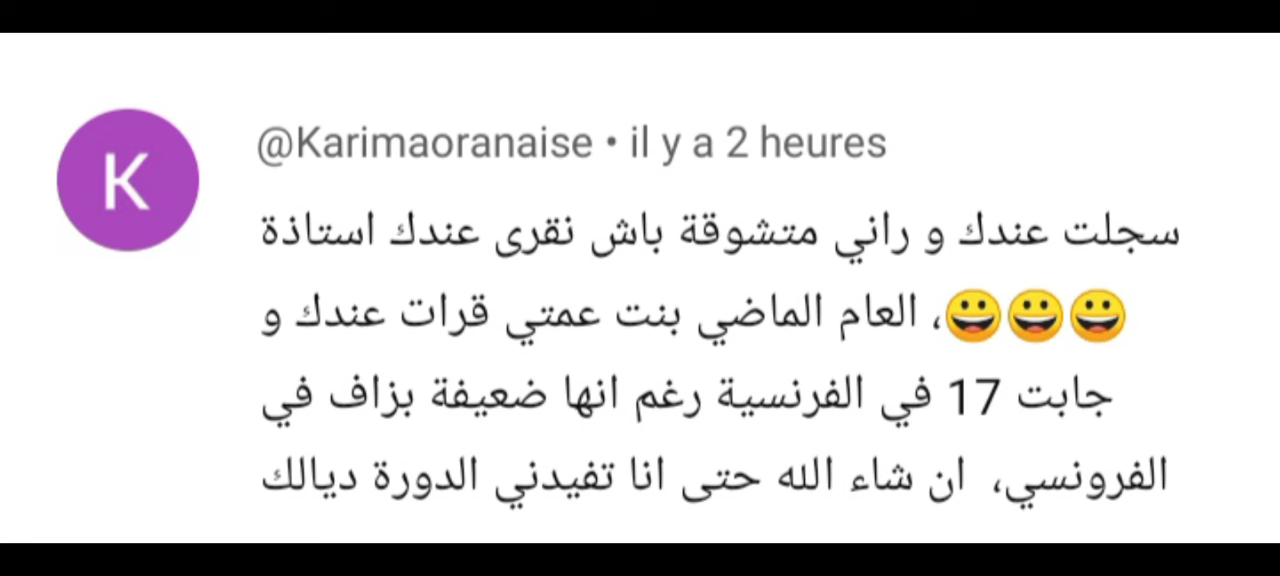 K
@Karimaoranaise • il y a 2 heures
سجلت عندك و راني متشوقة باش نقرى عندك استاذة
😀😀😀، العام الماضي بنت عمتي قرات عندك و
جابت 17 في الفرنسية رغم انها ضعيفة بزاف في
الفرونسي، ان شاء الله حتى انا تفيدني الدورة ديالك